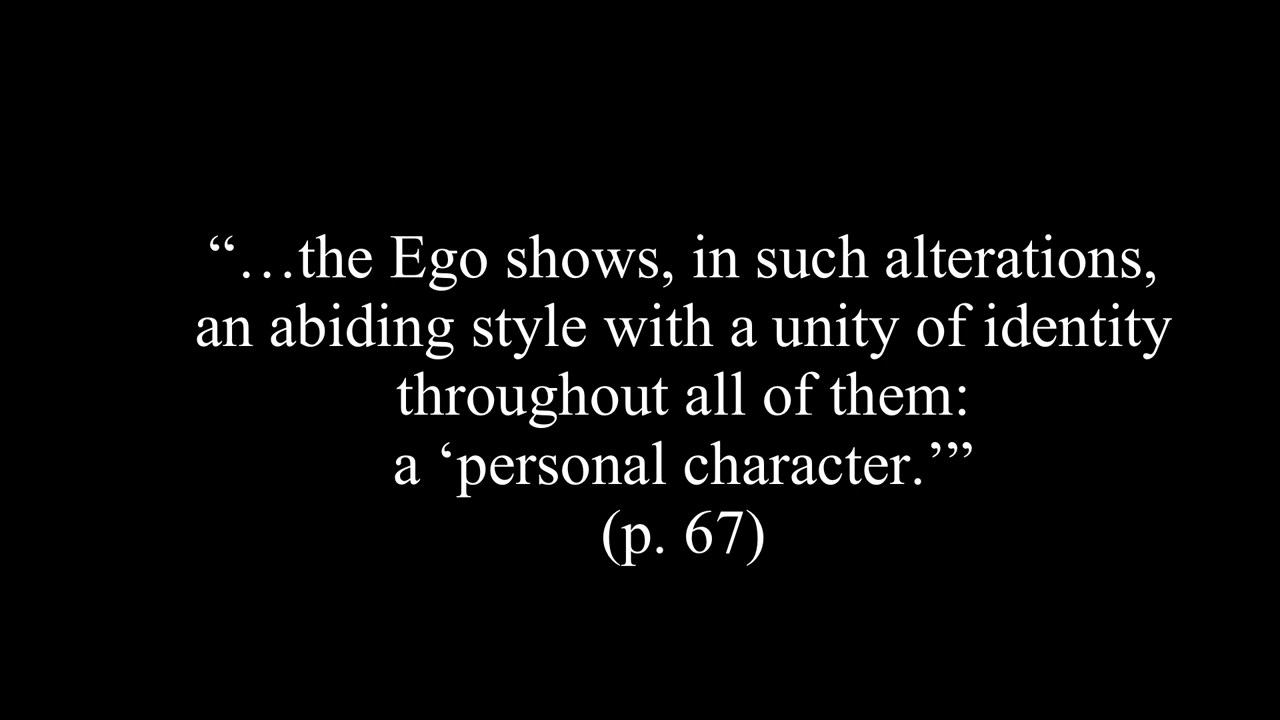 “…the Ego shows, in such alterations,
an abiding style with a unity of identity
throughout all of them:
a ‘personal character.’”
(p. 67)